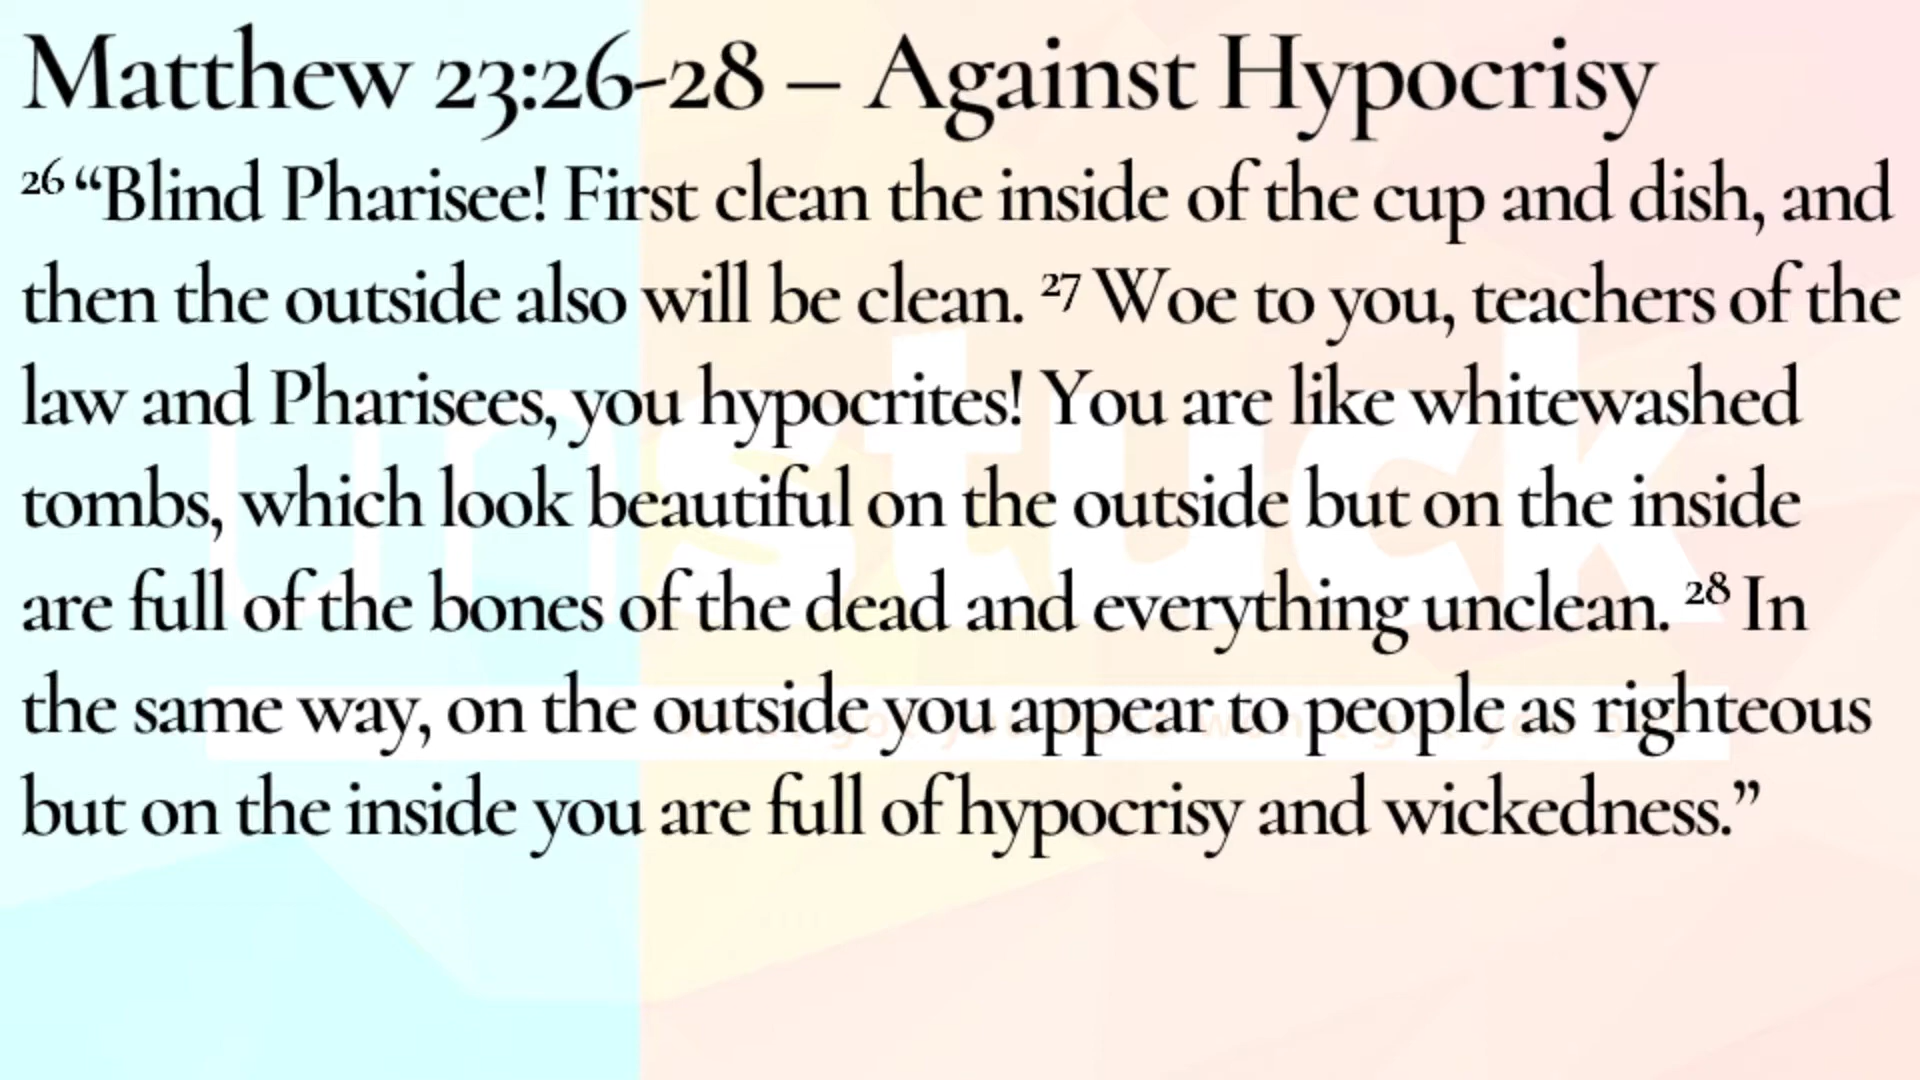 Matthew 23:26-28 – Against Hypocrisy
26 “Blind Pharisee! First clean the inside of the cup and dish, and
then the outside also will be clean. 27 Woe to you, teachers of the
law and Pharisees, you hypocrites! You are like whitewashed
tombs, which look beautiful on the outside but on the inside
are full of the bones of the dead and everything unclean. 28 In
the same way, on the outside you appear to people as righteous
but on the inside you are full of hypocrisy and wickedness.”
unstuck